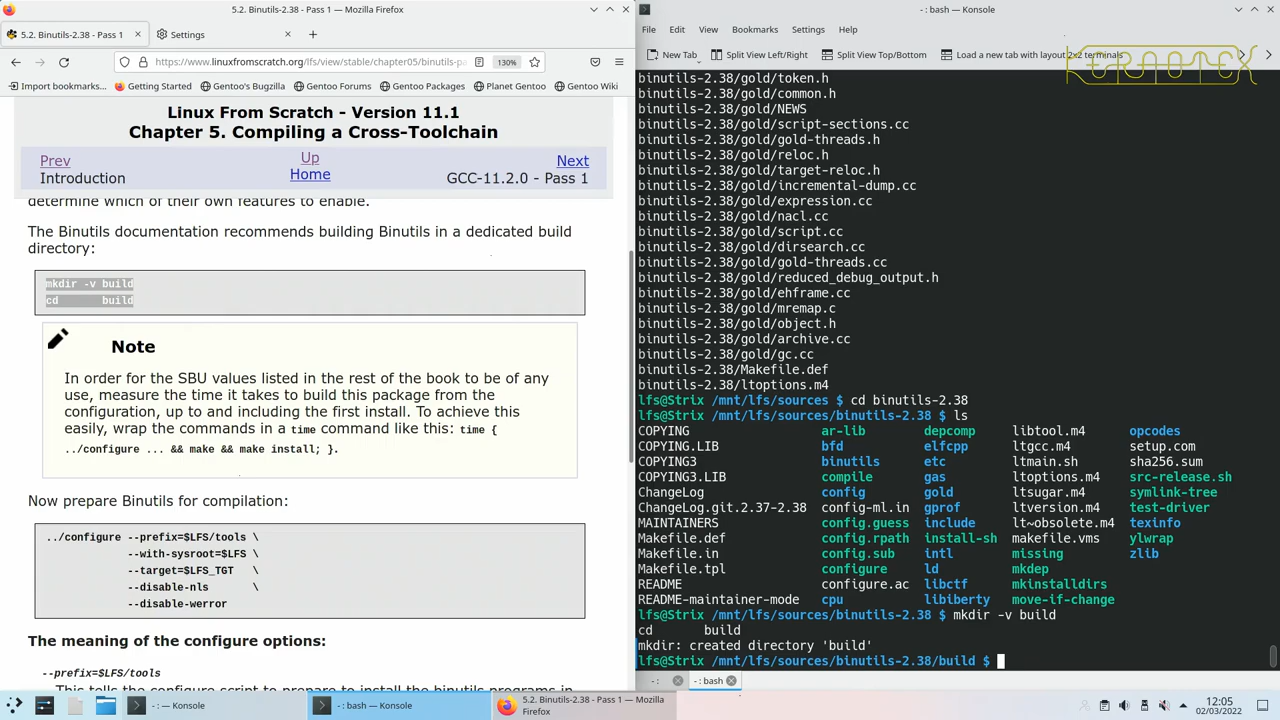 5.2. Binutils-2.38 - Pass 1 — Mozilla Firefox
5.2. Binutils-2.38 - Pass 1
Settings
https://www.linuxfromscratch.org/lfs/view/stable/chapter05/binutils-pa
130%
Import bookmarks...
Getting Started
Gentoo's Bugzilla
Gentoo Forums
Gentoo Packages
Planet Gentoo
Gentoo Wiki
Linux From Scratch - Version 11.1
Chapter 5. Compiling a Cross-Toolchain
Prev
Up
Next
Introduction
Home
GCC-11.2.0 - Pass 1
determine which of their own features to enable.
The Binutils documentation recommends building Binutils in a dedicated build
directory:
mkdir -v build
cd       build
Note
In order for the SBU values listed in the rest of the book to be of any
use, measure the time it takes to build this package from the
configuration, up to and including the first install. To achieve this
easily, wrap the commands in a time command like this: time {
../configure ... && make && make install; }.
Now prepare Binutils for compilation:
../configure --prefix=$LFS/tools \
--with-sysroot=$LFS \
--target=$LFS_TGT   \
--disable-nls       \
--disable-werror
The meaning of the configure options:
--prefix=$LFS/tools
This tells the configure script to prepare to install the binutils programs in
- : bash — Konsole
File Edit View Bookmarks Settings Help
New Tab Split View Left/Right Split View Top/Bottom Load a new tab with layout 2x2 terminals
KERNOTEX
binutils-2.38/gold/token.h
binutils-2.38/gold/common.h
binutils-2.38/gold/NEWS
binutils-2.38/gold/script-sections.cc
binutils-2.38/gold/gold-threads.h
binutils-2.38/gold/reloc.h
binutils-2.38/gold/target-reloc.h
binutils-2.38/gold/incremental-dump.cc
binutils-2.38/gold/expression.cc
binutils-2.38/gold/nacl.cc
binutils-2.38/gold/script.cc
binutils-2.38/gold/dirsearch.cc
binutils-2.38/gold/gold-threads.cc
binutils-2.38/gold/reduced_debug_output.h
binutils-2.38/gold/ehframe.cc
binutils-2.38/gold/mremap.c
binutils-2.38/gold/object.h
binutils-2.38/gold/archive.cc
binutils-2.38/gold/gc.cc
binutils-2.38/Makefile.def
binutils-2.38/ltoptions.m4
lfs@Strix /mnt/lfs/sources $ cd binutils-2.38
lfs@Strix /mnt/lfs/sources/binutils-2.38 $ ls
COPYING ar-lib depcomp libtool.m4 opcodes
COPYING.LIB bfd elfcpp ltgcc.m4 setup.com
COPYING3 binutils etc ltmain.sh sha256.sum
COPYING3.LIB compile gas ltoptions.m4 src-release.sh
ChangeLog config gold ltsugar.m4 symlink-tree
ChangeLog.git.2.37-2.38 config-ml.in gprof ltversion.m4 test-driver
MAINTAINERS config.guess include lt~obsolete.m4 texinfo
Makefile.def config.rpath install-sh makefile.vms ylwrap
Makefile.in config.sub intl missing zlib
Makefile.tpl configure ld mkdep
README configure.ac libctf mkinstalldirs
README-maintainer-mode cpu libiberty move-if-change
lfs@Strix /mnt/lfs/sources/binutils-2.38 $ mkdir -v build
cd       build
mkdir: created directory 'build'
lfs@Strix /mnt/lfs/sources/binutils-2.38/build $
- :
- : bash
- : — Konsole
- : bash — Konsole
5.2. Binutils-2.38 - Pass 1 — Mozilla
Firefox
12:05
02/03/2022